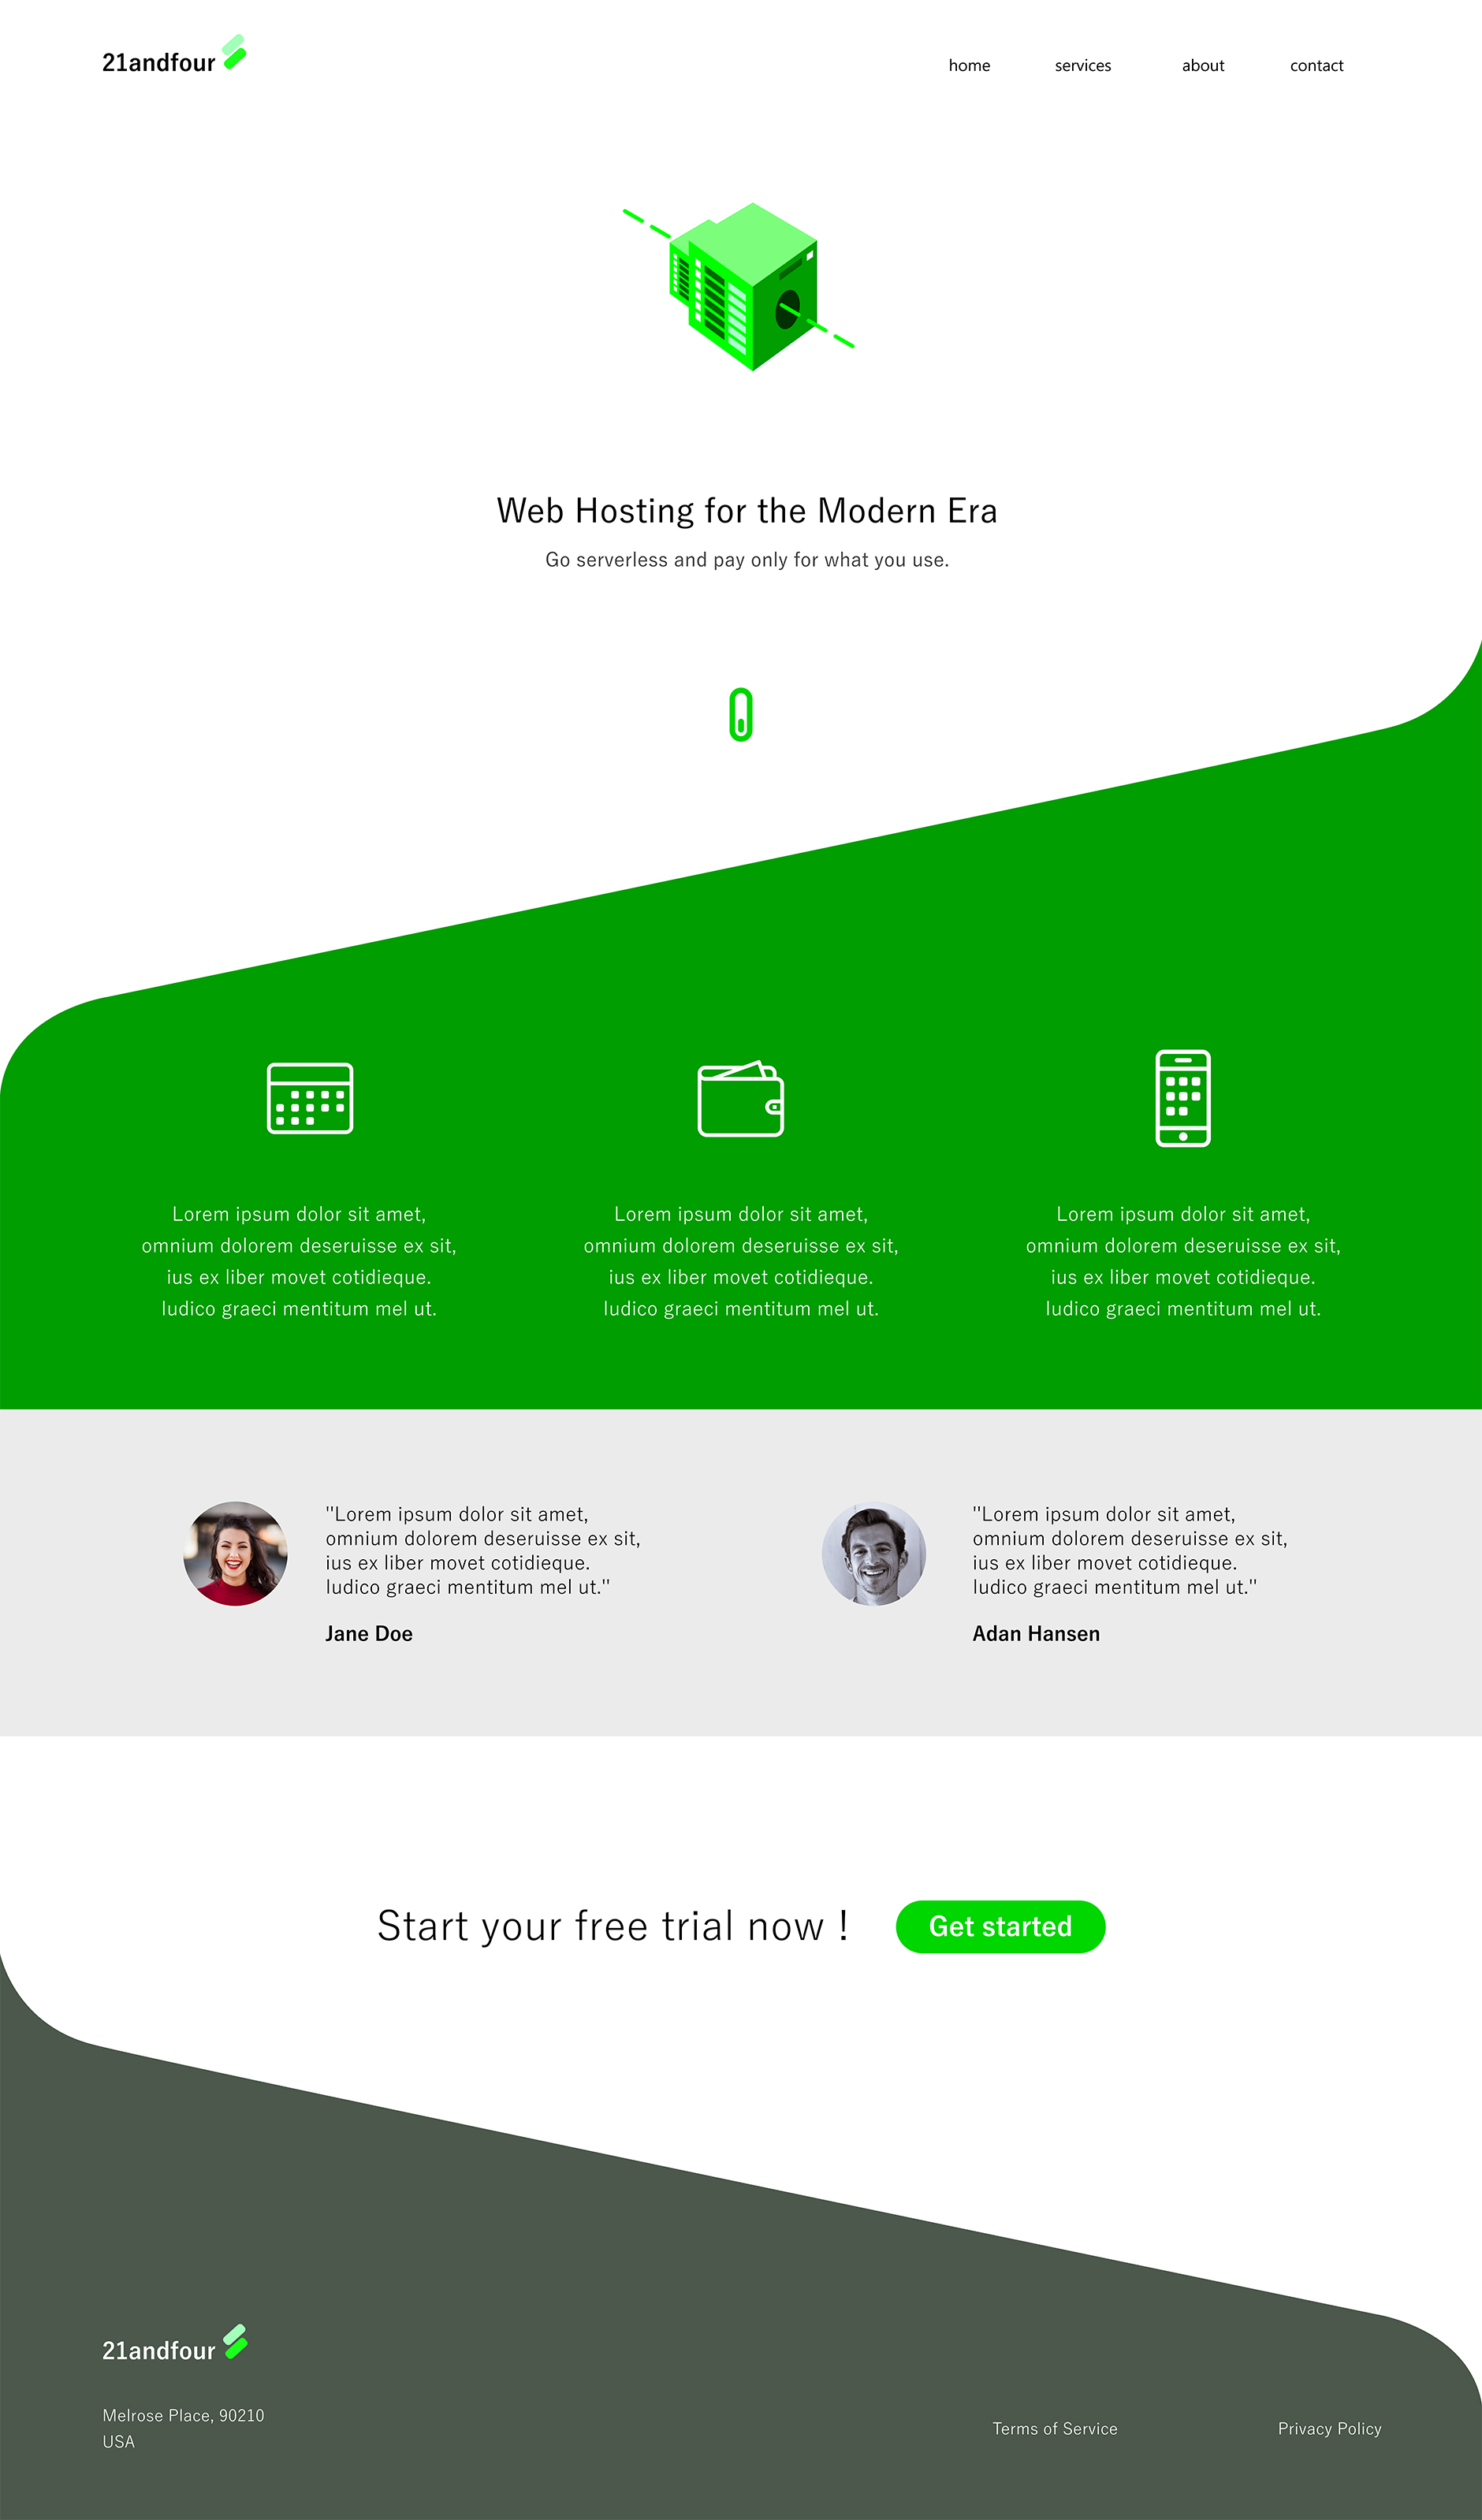 21andfour
home services about contact
Web Hosting for the Modern Era
Go serverless and pay only for what you use.
Lorem ipsum dolor sit amet,
omnium dolorem deseruisse ex sit,
ius ex liber movet cotidieque.
ludico graeci mentitum mel ut.
Lorem ipsum dolor sit amet,
omnium dolorem deseruisse ex sit,
ius ex liber movet cotidieque.
ludico graeci mentitum mel ut.
Lorem ipsum dolor sit amet,
omnium dolorem deseruisse ex sit,
ius ex liber movet cotidieque.
ludico graeci mentitum mel ut.
"Lorem ipsum dolor sit amet,
omnium dolorem deseruisse ex sit,
ius ex liber movet cotidieque.
ludico graeci mentitum mel ut."
Jane Doe
"Lorem ipsum dolor sit amet,
omnium dolorem deseruisse ex sit,
ius ex liber movet cotidieque.
ludico graeci mentitum mel ut."
Adan Hansen
Start your free trial now !
Get started
21andfour
Melrose Place, 90210
USA
Terms of Service
Privacy Policy